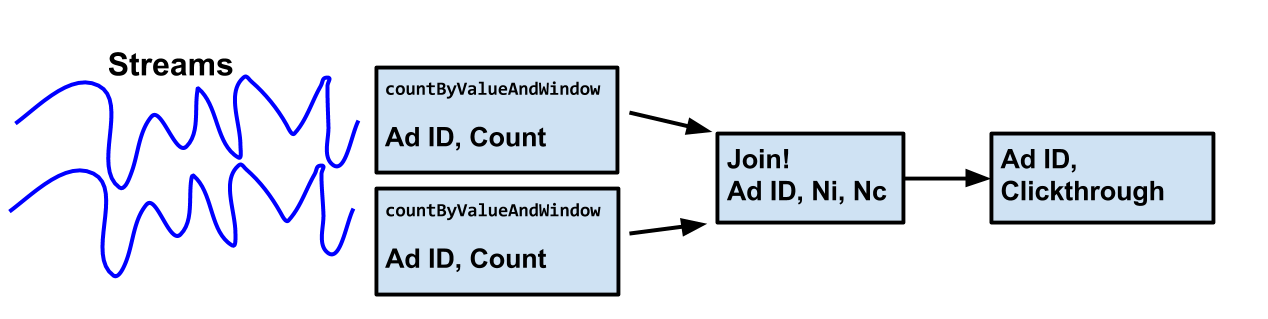 Streams
countByValueAndWindow
Ad ID, Count
countByValueAndWindow
Ad ID, Count
Join!
Ad ID, Ni, Nc
Ad ID,
Clickthrough